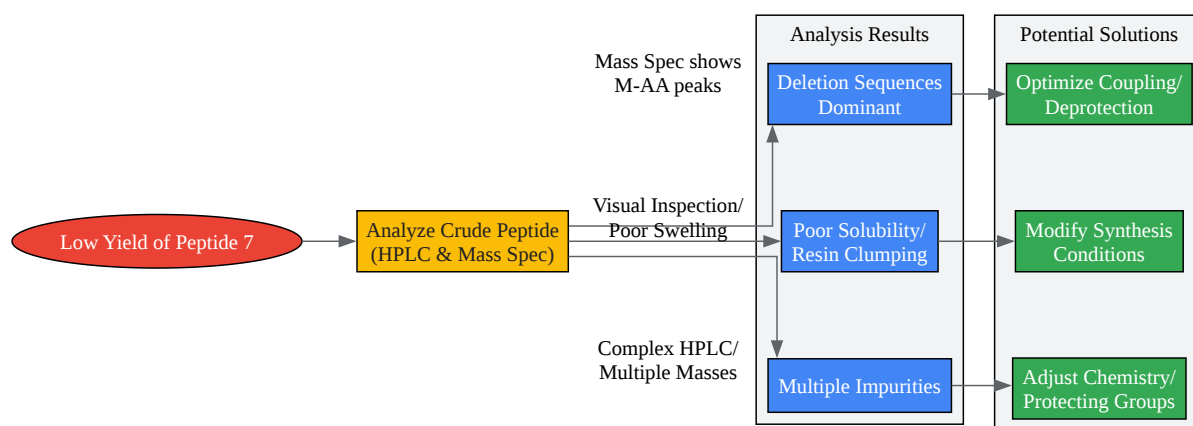 Analysis Results
Potential Solutions
Mass Spec shows
M-AA peaks
Deletion Sequences
Dominant
Optimize Coupling/
Deprotection
Low Yield of Peptide 7
Analyze Crude Peptide
(HPLC & Mass Spec)
Visual Inspection/
Poor Swelling
Poor Solubility/
Resin Clumping
Modify Synthesis
Conditions
Complex HPLC/
Multiple Masses
Multiple Impurities
Adjust Chemistry/
Protecting Groups